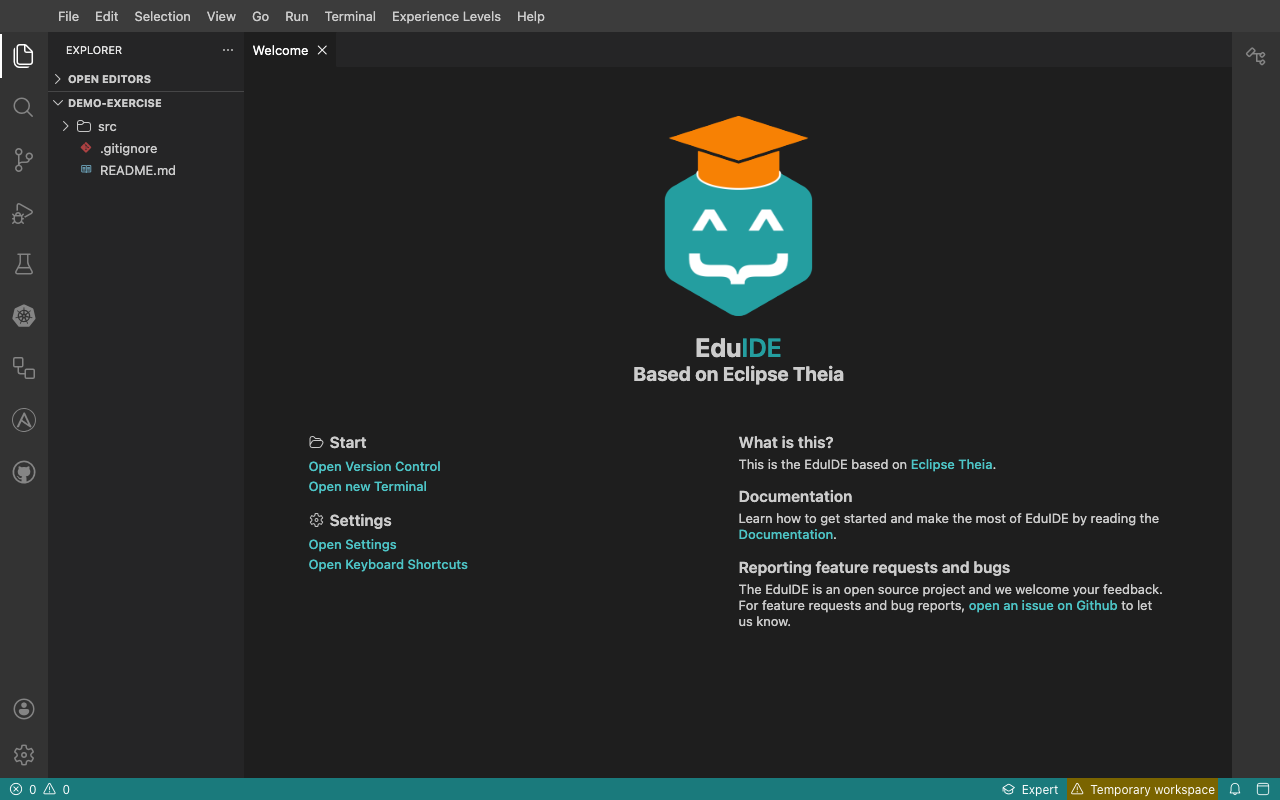 File Edit Selection View Go Run Terminal Experience Levels Help
EXPLORER
Welcome
OPEN EDITORS
DEMO-EXERCISE
src
.gitignore
README.md
EduIDE
Based on Eclipse Theia
Start
Open Version Control
Open new Terminal
Settings
Open Settings
Open Keyboard Shortcuts
What is this?
This is the EduIDE based on Eclipse Theia.
Documentation
Learn how to get started and make the most of EduIDE by reading the
Documentation.
Reporting feature requests and bugs
The EduIDE is an open source project and we welcome your feedback.
For feature requests and bug reports, open an issue on Github to let
us know.
0 0 Expert Temporary workspace